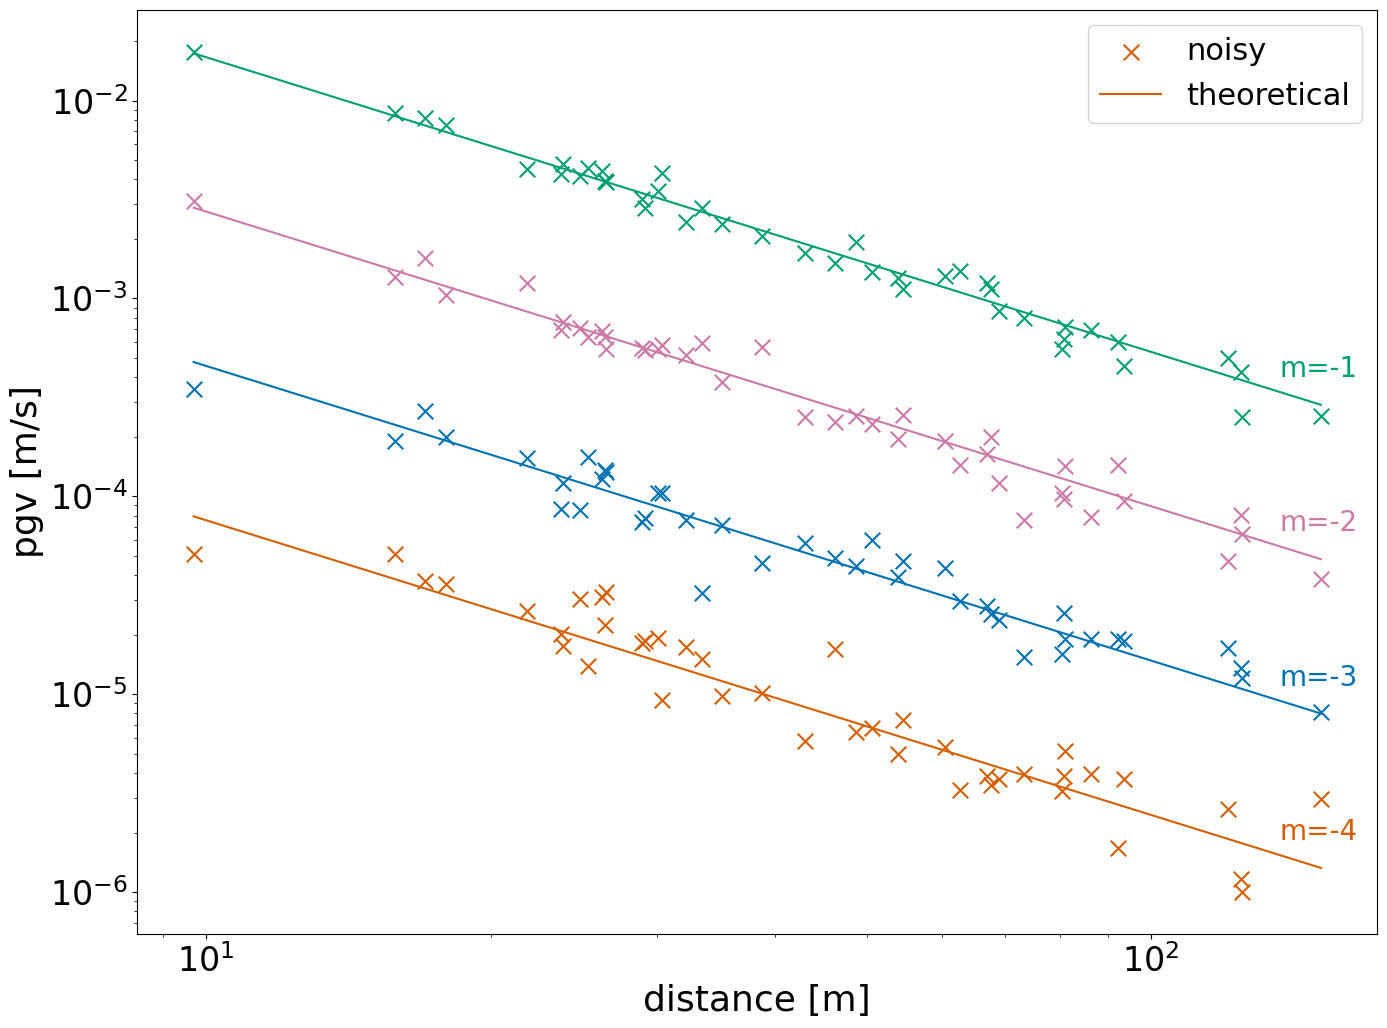 noisy
theoretical
10⁻²
10⁻³
10⁻⁴
10⁻⁵
10⁻⁶
pgv [m/s]
m=-1
m=-2
m=-3
m=-4
10¹
10²
distance [m]